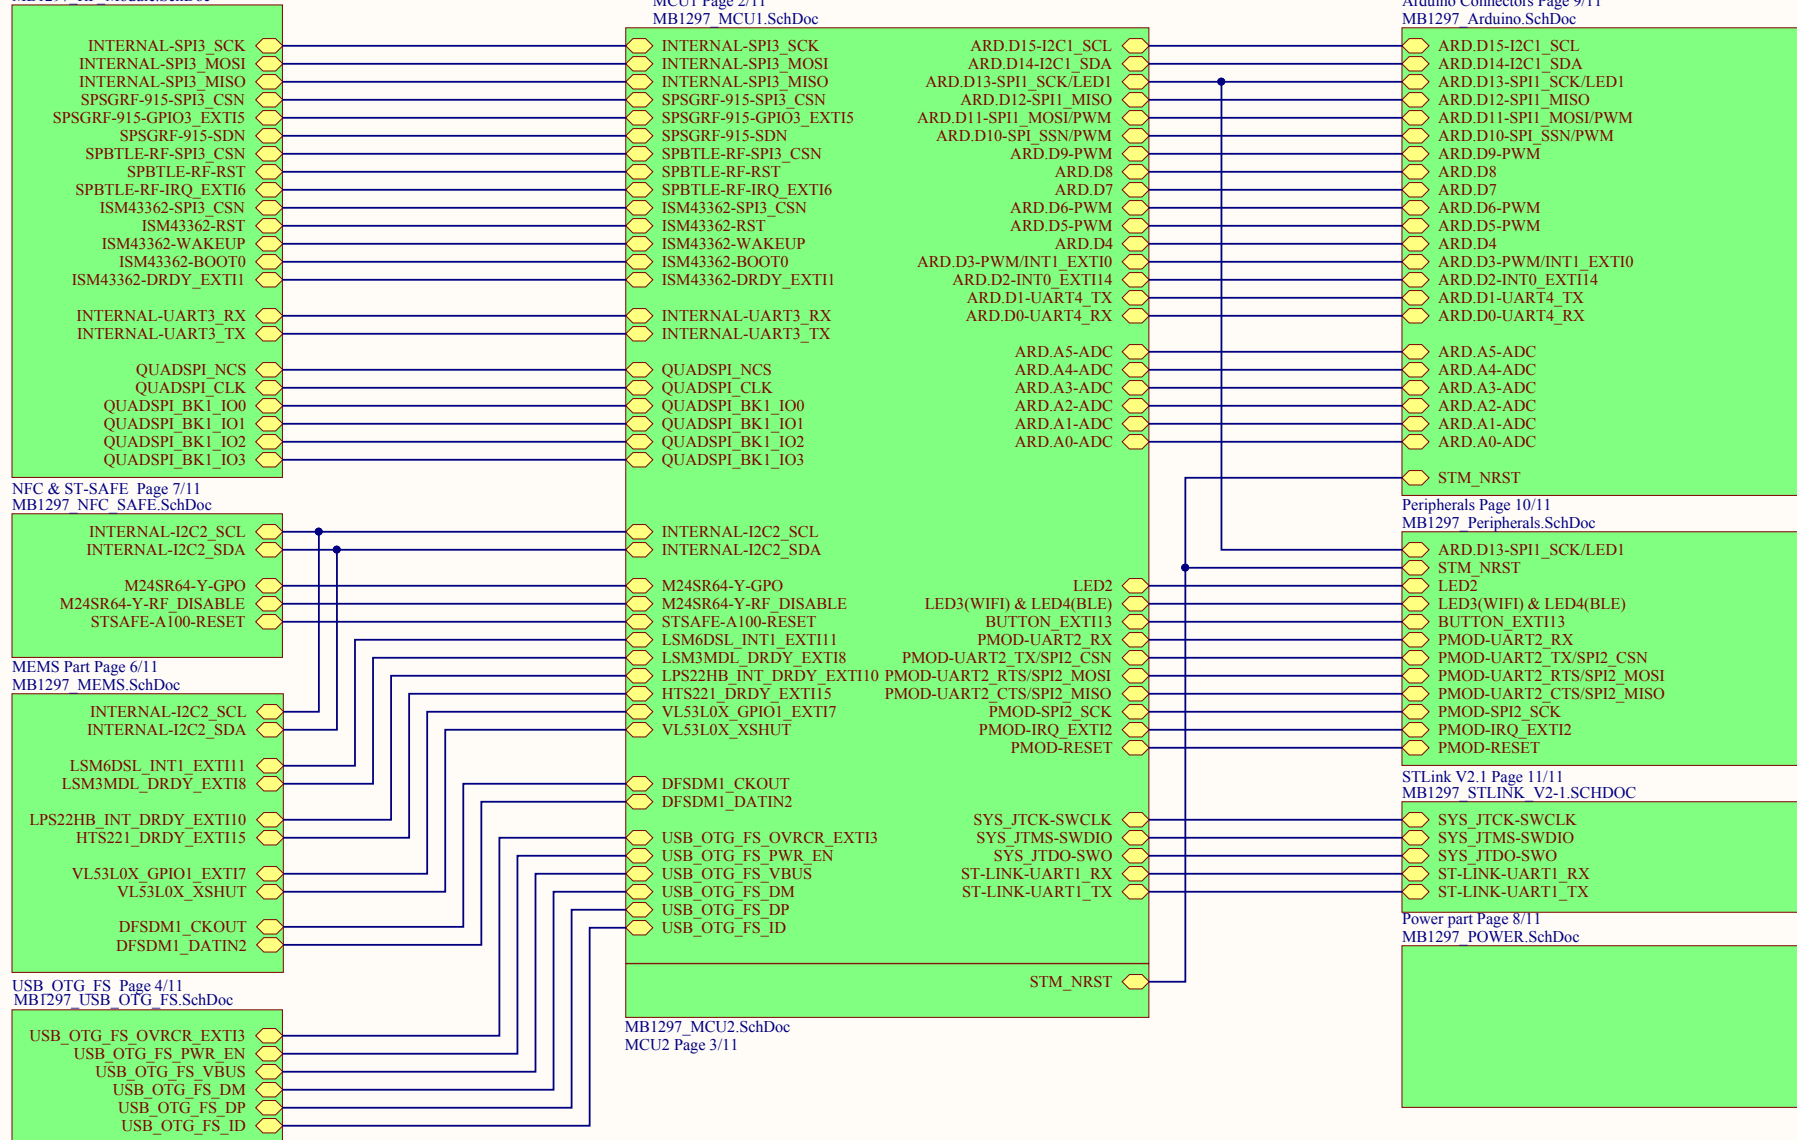 MB1297_RF_Module.SchDoc
INTERNAL-SPI3_SCK
INTERNAL-SPI3_MOSI
INTERNAL-SPI3_MISO
SPSGRF-915-SPI3_CSN
SPSGRF-915-GPIO3_EXTI5
SPSGRF-915-SDN
SPBTLE-RF-SPI3_CSN
SPBTLE-RF-RST
SPBTLE-RF-IRQ_EXTI6
ISM43362-SPI3_CSN
ISM43362-RST
ISM43362-WAKEUP
ISM43362-BOOT0
ISM43362-DRDY_EXTI1
INTERNAL-UART3_RX
INTERNAL-UART3_TX
QUADSPI_NCS
QUADSPI_CLK
QUADSPI_BK1_IO0
QUADSPI_BK1_IO1
QUADSPI_BK1_IO2
QUADSPI_BK1_IO3
NFC & ST-SAFE Page 7/11
MB1297_NFC_SAFE.SchDoc
INTERNAL-I2C2_SCL
INTERNAL-I2C2_SDA
M24SR64-Y-GPO
M24SR64-Y-RF_DISABLE
STSAFE-A100-RESET
MEMS Part Page 6/11
MB1297_MEMS.SchDoc
INTERNAL-I2C2_SCL
INTERNAL-I2C2_SDA
LSM6DSL_INT1_EXTI11
LSM3MDL_DRDY_EXTI8
LPS22HB_INT_DRDY_EXTI10
HTS221_DRDY_EXTI15
VL53L0X_GPIO1_EXTI7
VL53L0X_XSHUT
DFSDM1_CKOUT
DFSDM1_DATIN2
USB_OTG_FS Page 4/11
MB1297_USB_OTG_FS.SchDoc
USB_OTG_FS_OVRCR_EXTI3
USB_OTG_FS_PWR_EN
USB_OTG_FS_VBUS
USB_OTG_FS_DM
USB_OTG_FS_DP
USB_OTG_FS_ID
MCU1 Page 2/11
MB1297_MCU1.SchDoc
INTERNAL-SPI3_SCK
INTERNAL-SPI3_MOSI
INTERNAL-SPI3_MISO
SPSGRF-915-SPI3_CSN
SPSGRF-915-GPIO3_EXTI5
SPSGRF-915-SDN
SPBTLE-RF-SPI3_CSN
SPBTLE-RF-RST
SPBTLE-RF-IRQ_EXTI6
ISM43362-SPI3_CSN
ISM43362-RST
ISM43362-WAKEUP
ISM43362-BOOT0
ISM43362-DRDY_EXTI1
INTERNAL-UART3_RX
INTERNAL-UART3_TX
QUADSPI_NCS
QUADSPI_CLK
QUADSPI_BK1_IO0
QUADSPI_BK1_IO1
QUADSPI_BK1_IO2
QUADSPI_BK1_IO3
INTERNAL-I2C2_SCL
INTERNAL-I2C2_SDA
M24SR64-Y-GPO
M24SR64-Y-RF_DISABLE
STSAFE-A100-RESET
LSM6DSL_INT1_EXTI11
LSM3MDL_DRDY_EXTI8
LPS22HB_INT_DRDY_EXTI10
HTS221_DRDY_EXTI15
VL53L0X_GPIO1_EXTI7
VL53L0X_XSHUT
DFSDM1_CKOUT
DFSDM1_DATIN2
USB_OTG_FS_OVRCR_EXTI3
USB_OTG_FS_PWR_EN
USB_OTG_FS_VBUS
USB_OTG_FS_DM
USB_OTG_FS_DP
USB_OTG_FS_ID
ARD.D15-I2C1_SCL
ARD.D14-I2C1_SDA
ARD.D13-SPI1_SCK/LED1
ARD.D12-SPI1_MISO
ARD.D11-SPI1_MOSI/PWM
ARD.D10-SPI_SSN/PWM
ARD.D9-PWM
ARD.D8
ARD.D7
ARD.D6-PWM
ARD.D5-PWM
ARD.D4
ARD.D3-PWM/INT1_EXTI0
ARD.D2-INT0_EXTI14
ARD.D1-UART4_TX
ARD.D0-UART4_RX
ARD.A5-ADC
ARD.A4-ADC
ARD.A3-ADC
ARD.A2-ADC
ARD.A1-ADC
ARD.A0-ADC
LED2
LED3(WIFI) & LED4(BLE)
BUTTON_EXTI13
PMOD-UART2_RX
PMOD-UART2_TX/SPI2_CSN
PMOD-UART2_RTS/SPI2_MOSI
PMOD-UART2_CTS/SPI2_MISO
PMOD-SPI2_SCK
PMOD-IRQ_EXTI2
PMOD-RESET
SYS_JTCK-SWCLK
SYS_JTMS-SWDIO
SYS_JTDO-SWO
ST-LINK-UART1_RX
ST-LINK-UART1_TX
STM_NRST
MB1297_MCU2.SchDoc
MCU2 Page 3/11
Arduino Connectors Page 9/11
MB1297_Arduino.SchDoc
ARD.D15-I2C1_SCL
ARD.D14-I2C1_SDA
ARD.D13-SPI1_SCK/LED1
ARD.D12-SPI1_MISO
ARD.D11-SPI1_MOSI/PWM
ARD.D10-SPI_SSN/PWM
ARD.D9-PWM
ARD.D8
ARD.D7
ARD.D6-PWM
ARD.D5-PWM
ARD.D4
ARD.D3-PWM/INT1_EXTI0
ARD.D2-INT0_EXTI14
ARD.D1-UART4_TX
ARD.D0-UART4_RX
ARD.A5-ADC
ARD.A4-ADC
ARD.A3-ADC
ARD.A2-ADC
ARD.A1-ADC
ARD.A0-ADC
STM_NRST
Peripherals Page 10/11
MB1297_Peripherals.SchDoc
ARD.D13-SPI1_SCK/LED1
STM_NRST
LED2
LED3(WIFI) & LED4(BLE)
BUTTON_EXTI13
PMOD-UART2_RX
PMOD-UART2_TX/SPI2_CSN
PMOD-UART2_RTS/SPI2_MOSI
PMOD-UART2_CTS/SPI2_MISO
PMOD-SPI2_SCK
PMOD-IRQ_EXTI2
PMOD-RESET
STLink V2.1 Page 11/11
MB1297_STLINK_V2-1.SCHDOC
SYS_JTCK-SWCLK
SYS_JTMS-SWDIO
SYS_JTDO-SWO
ST-LINK-UART1_RX
ST-LINK-UART1_TX
Power part Page 8/11
MB1297_POWER.SchDoc